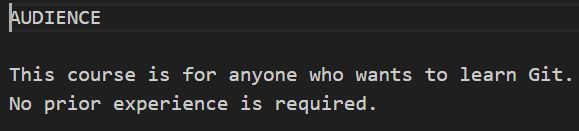 AUDIENCE
This course is for anyone who wants to learn Git.
No prior experience is required.